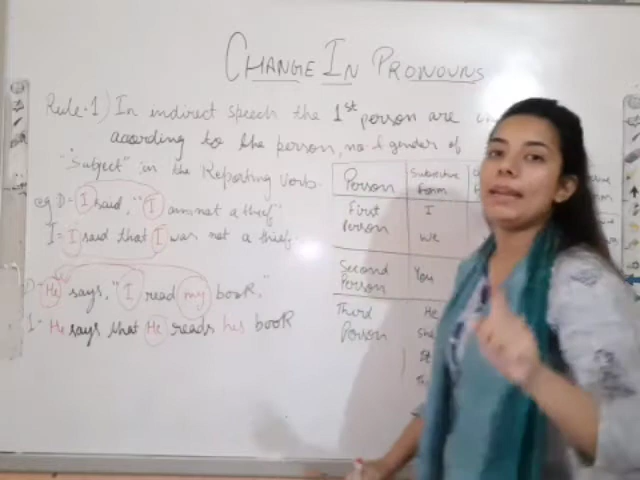 CHANGE IN PRONOUNS
Rule-1) In indirect speech the 1st person are
according to the person, no & gender of
"Subject" in the Reporting Verb.
eg D- I said, "I am not a thief"
I- I said that I was not a thief.
D- He says, "I read my book."
I- He says that He reads his book
Person Subjective Form
First Person I
We
Second Person You
Third Person He
She